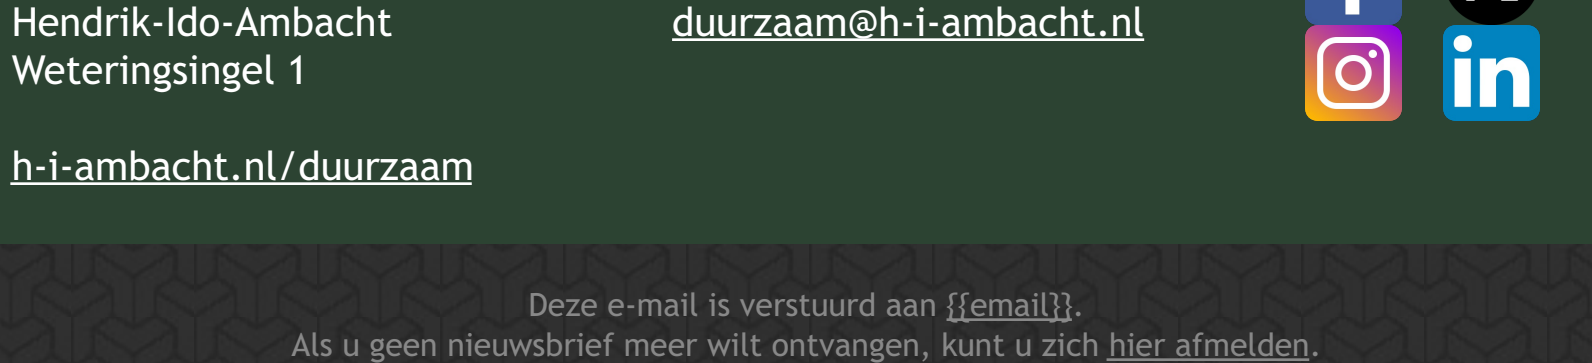 Hendrik-Ido-Ambacht
duurzaam@h-i-ambacht.nl
Weteringsingel 1
in
h-i-ambacht.nl/duurzaam
Deze e-mail is verstuurd aan {{email}}.
Als u geen nieuwsbrief meer wilt ontvangen, kunt u zich hier afmelden.